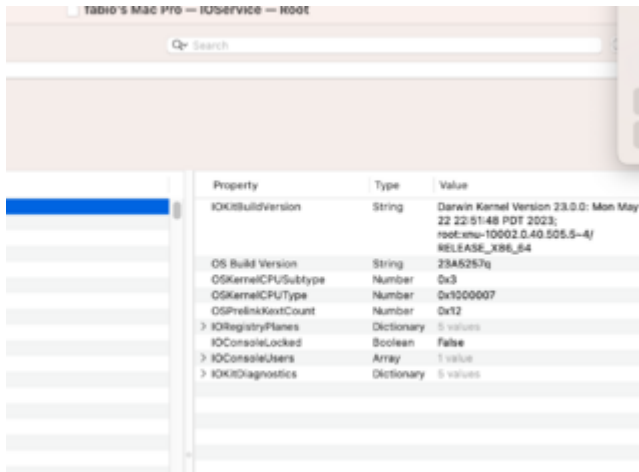 fabio's Mac Pro — IOService — Root
Search
Property Type Value
IOKitBuildVersion String Darwin Kernel Version 23.0.0: Mon May
22 22:51:48 PDT 2023;
root:xnu-10002.0.40.505.5~4/
RELEASE_X86_64
OS Build Version String 23A5257q
OSKernelCPUSubtype Number 0x3
OSKernelCPUType Number 0x1000007
OSPrelinkKextCount Number 0x12
> IORegistryPlanes Dictionary 5 values
IOConsoleLocked Boolean False
> IOConsoleUsers Array 1 value
> IOKitDiagnostics Dictionary 5 values